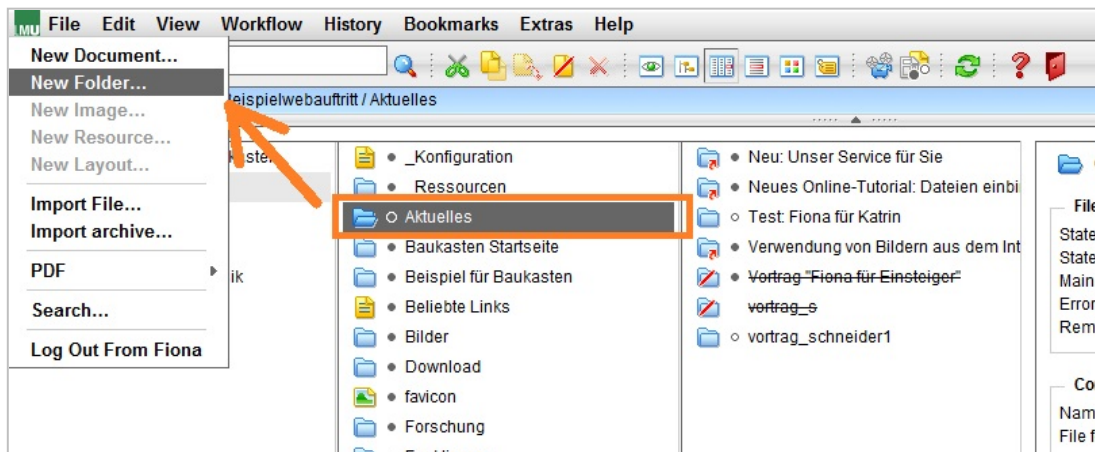 LMU File Edit View Workflow History Bookmarks Extras Help
New Document...
New Folder...
New Image...
New Resource...
New Layout...
Import File...
Import archive...
PDF
Search...
Log Out From Fiona
eispielwebauftritt / Aktuelles
ik
_Konfiguration
_Ressourcen
Aktuelles
Baukasten Startseite
Beispiel für Baukasten
Beliebte Links
Bilder
Download
favicon
Forschung
Neu: Unser Service für Sie
Neues Online-Tutorial: Dateien einbi
Test: Fiona für Katrin
Verwendung von Bildern aus dem Int
Vortrag "Fiona für Einsteiger"
vortrag_s
vortrag_schneider1
File
State
State
Main
Error
Rem
Co
Nam
File f